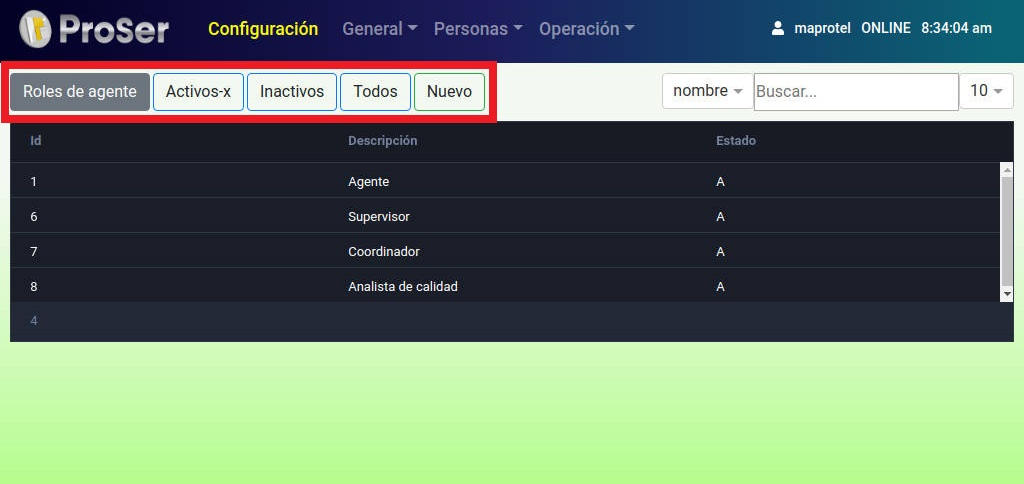 ProSer Configuración General Personas Operación maprotel ONLINE 8:34:04 am
Roles de agente Activos-x Inactivos Todos Nuevo nombre Buscar... 10
Id Descripción Estado
1 Agente A
6 Supervisor A
7 Coordinador A
8 Analista de calidad A
4